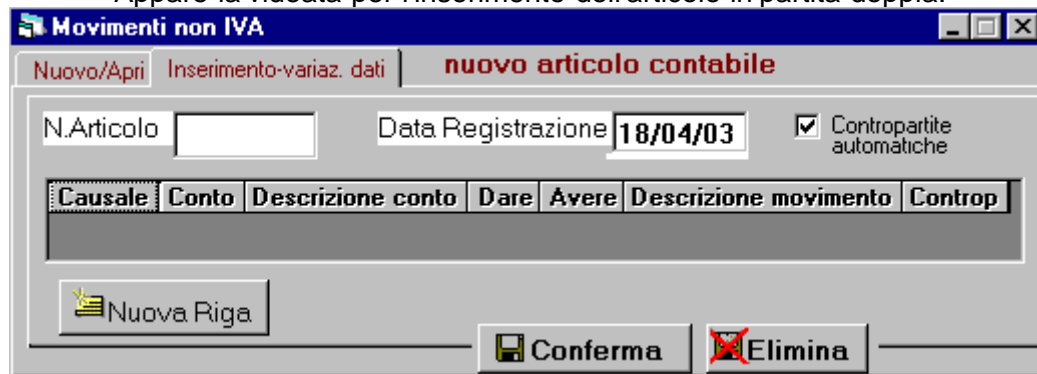 Appare la videata per l'inserimento dell'articolo in partita doppia:
Movimenti non IVA
Nuovo/Apri Inserimento-variaz. dati nuovo articolo contabile
N.Articolo Data Registrazione 18/04/03 Contropartite
automatiche
Causale Conto Descrizione conto Dare Avere Descrizione movimento Controp
Nuova Riga
Conferma Elimina